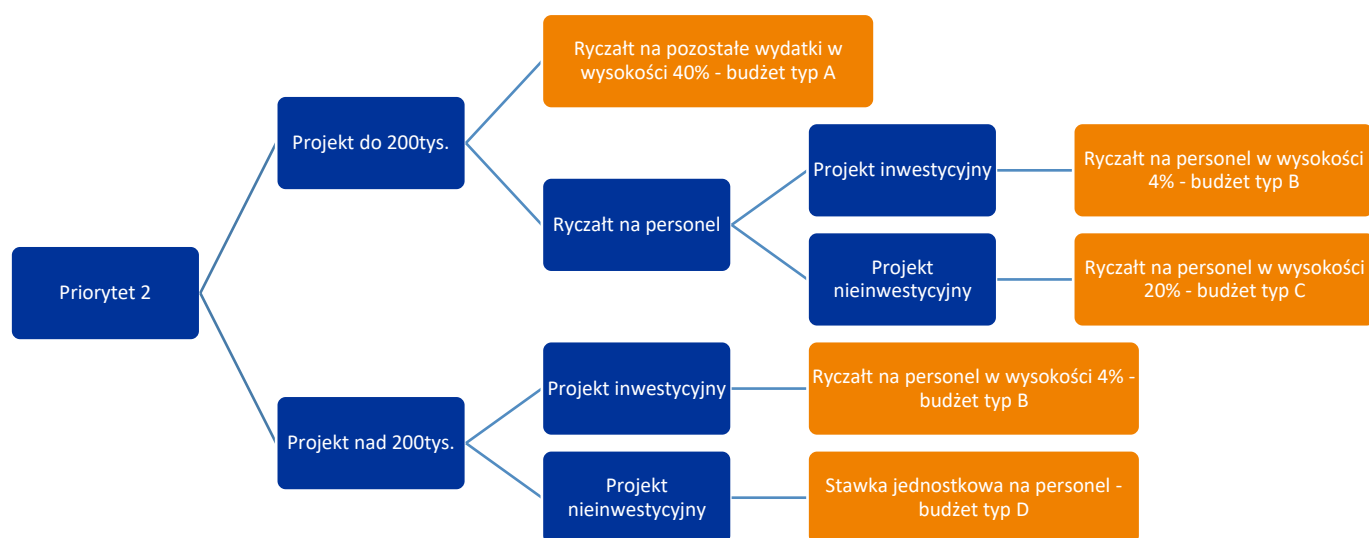 Ryczałt na pozostałe wydatki w
wysokości 40% - budżet typ A
Projekt do 200tys.
Projekt inwestycyjny
Ryczałt na personel w wysokości
4% - budżet typ B
Ryczałt na personel
Projekt
nieinwestycyjny
Ryczałt na personel w wysokości
20% - budżet typ C
Priorytet 2
Projekt inwestycyjny
Ryczałt na personel w wysokości 4% -
budżet typ B
Projekt nad 200tys.
Projekt
nieinwestycyjny
Stawka jednostkowa na personel -
budżet typ D